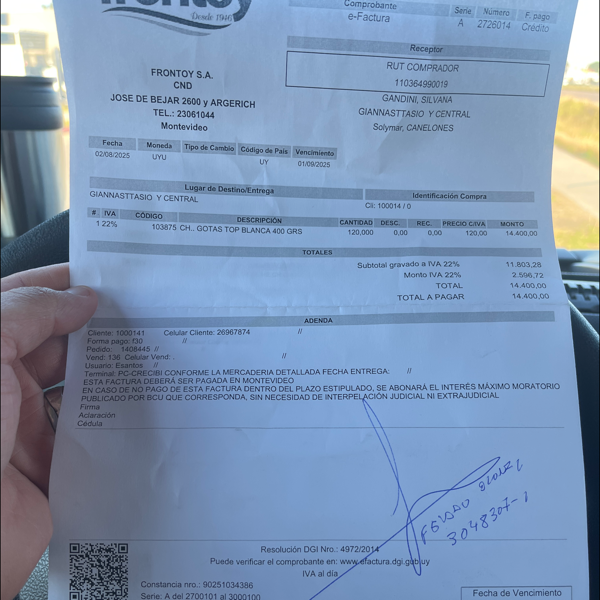 frontoy
Desde 1946
Comprobante Serie Número F. pago
e-Factura A 2726014 Crédito
Receptor
RUT COMPRADOR
110364990019
GANDINI, SILVANA
GIANNASTTASIO Y CENTRAL
Solymar, CANELONES
FRONTOY S.A.
CND
JOSE DE BEJAR 2600 y ARGERICH
TEL.: 23061044
Montevideo
Fecha Moneda Tipo de Cambio Código de País Vencimiento
02/08/2025 UYU UY 01/09/2025
Lugar de Destino/Entrega Identificación Compra
GIANNASTTASIO Y CENTRAL Cli: 100014 / 0
# IVA CÓDIGO DESCRIPCIÓN CANTIDAD DESC. REC. PRECIO C/IVA MONTO
1 22% 103875 CH.. GOTAS TOP BLANCA 400 GRS 120,000 0,00 0,00 120,00 14.400,00
TOTALES
Subtotal gravado a IVA 22% 11.803,28
Monto IVA 22% 2.596,72
TOTAL 14.400,00
TOTAL A PAGAR 14.400,00
ADENDA
Cliente: 1000141 Celular Cliente: 26967874 //
Forma pago: f30 //
Pedido: 1408445 //
Vend: 136 Celular Vend: . //
Usuario: Esantos //
Terminal: PC-CRECIBI CONFORME LA MERCADERIA DETALLADA FECHA ENTREGA: //
ESTA FACTURA DEBERÁ SER PAGADA EN MONTEVIDEO
EN CASO DE NO PAGO DE ESTA FACTURA DENTRO DEL PLAZO ESTIPULADO, SE ABONARÁ EL INTERÉS MÁXIMO MORATORIO
PUBLICADO POR BCU QUE CORRESPONDA, SIN NECESIDAD DE INTERPELACIÓN JUDICIAL NI EXTRAJUDICIAL
Firma
Aclaración
Cédula
3048307-1
Resolución DGI Nro.: 4972/2014
Puede verificar el comprobante en: www.efactura.dgi.gub.uy
IVA al día
Constancia nro.: 90251034386
Serie: A del 2700101 al 3000100
Fecha de Vencimiento